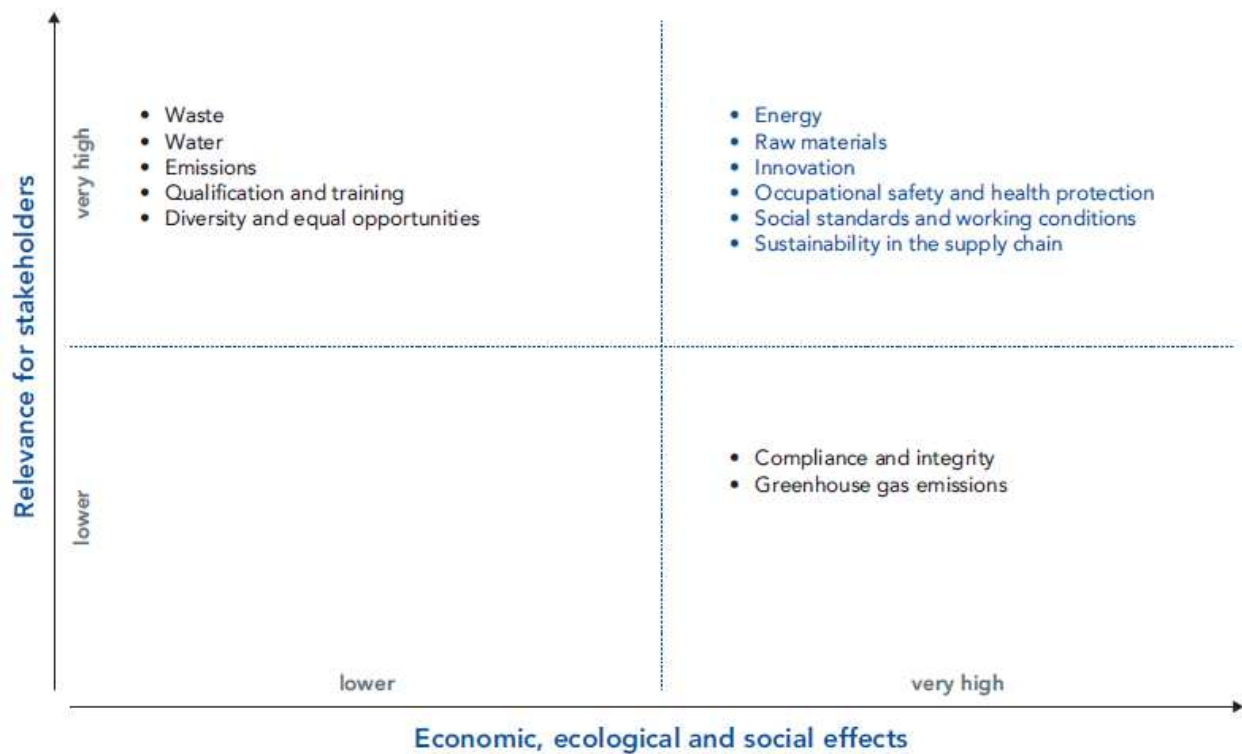 Relevance for stakeholders
very high
lower
• Waste
• Water
• Emissions
• Qualification and training
• Diversity and equal opportunities
• Energy
• Raw materials
• Innovation
• Occupational safety and health protection
• Social standards and working conditions
• Sustainability in the supply chain
• Compliance and integrity
• Greenhouse gas emissions
lower
very high
Economic, ecological and social effects